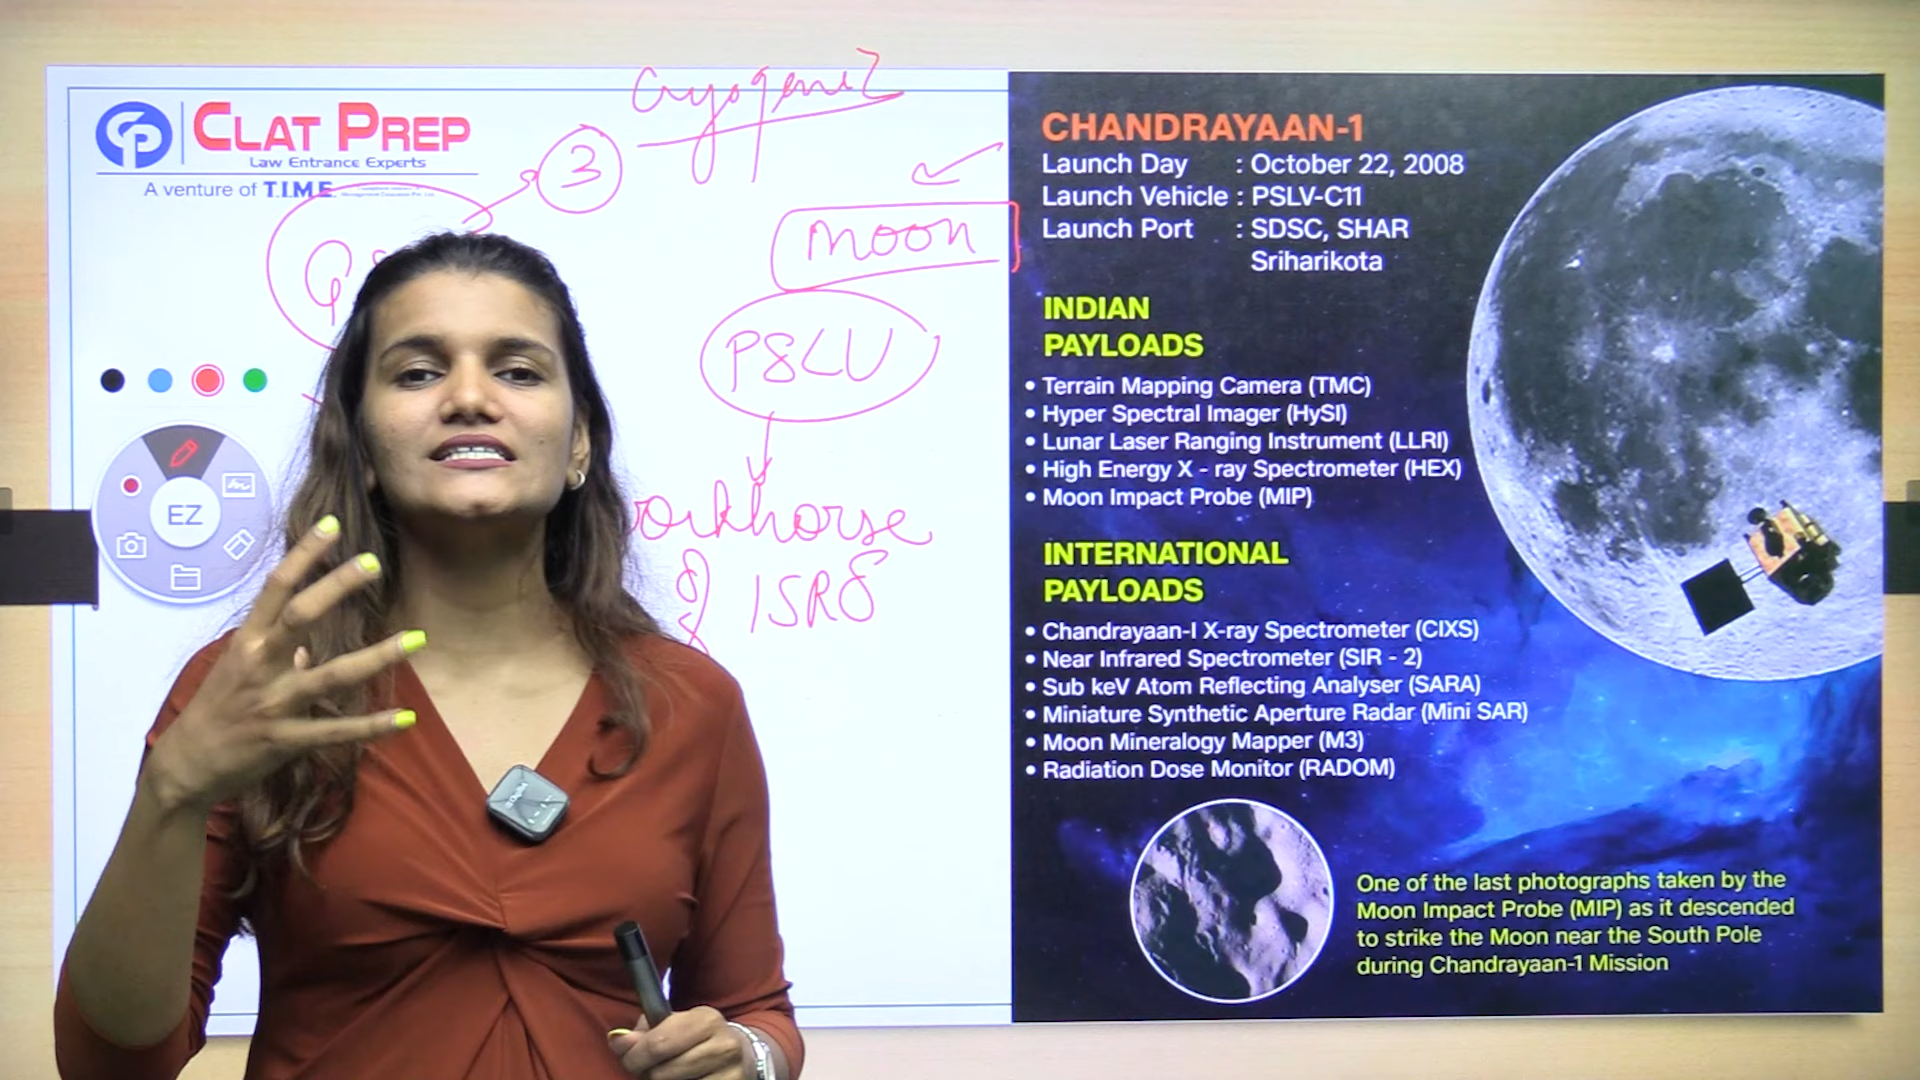 CLAT PREP
Law Entrance Experts
A venture of T.I.M.E.
3
moon
PSLV
of ISRO
EZ
CHANDRAYAAN-1
Launch Day : October 22, 2008
Launch Vehicle : PSLV-C11
Launch Port : SDSC, SHAR
Sriharikota
INDIAN
PAYLOADS
• Terrain Mapping Camera (TMC)
• Hyper Spectral Imager (HySI)
• Lunar Laser Ranging Instrument (LLRI)
• High Energy X - ray Spectrometer (HEX)
• Moon Impact Probe (MIP)
INTERNATIONAL
PAYLOADS
• Chandrayaan-I X-ray Spectrometer (CIXS)
• Near Infrared Spectrometer (SIR - 2)
• Sub keV Atom Reflecting Analyser (SARA)
• Miniature Synthetic Aperture Radar (Mini SAR)
• Moon Mineralogy Mapper (M3)
• Radiation Dose Monitor (RADOM)
One of the last photographs taken by the
Moon Impact Probe (MIP) as it descended
to strike the Moon near the South Pole
during Chandrayaan-1 Mission